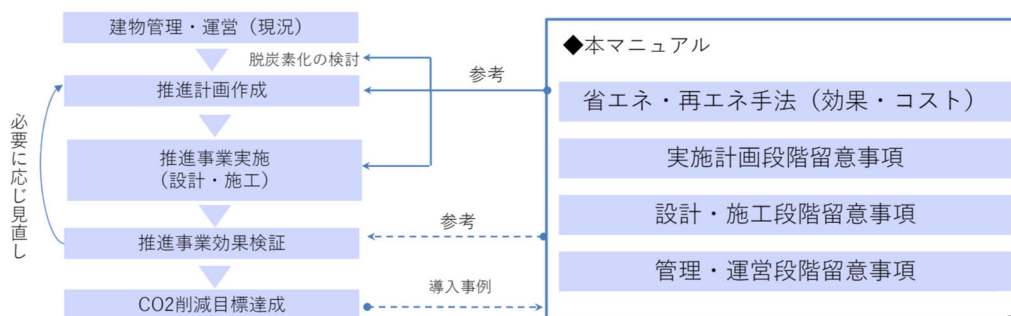 建物管理・運営（現況）
脱炭素化の検討
推進計画作成
推進事業実施
（設計・施工）
推進事業効果検証
CO2削減目標達成
必要に応じ見直し
参考
参考
導入事例
◆本マニュアル
省エネ・再エネ手法（効果・コスト）
実施計画段階留意事項
設計・施工段階留意事項
管理・運営段階留意事項